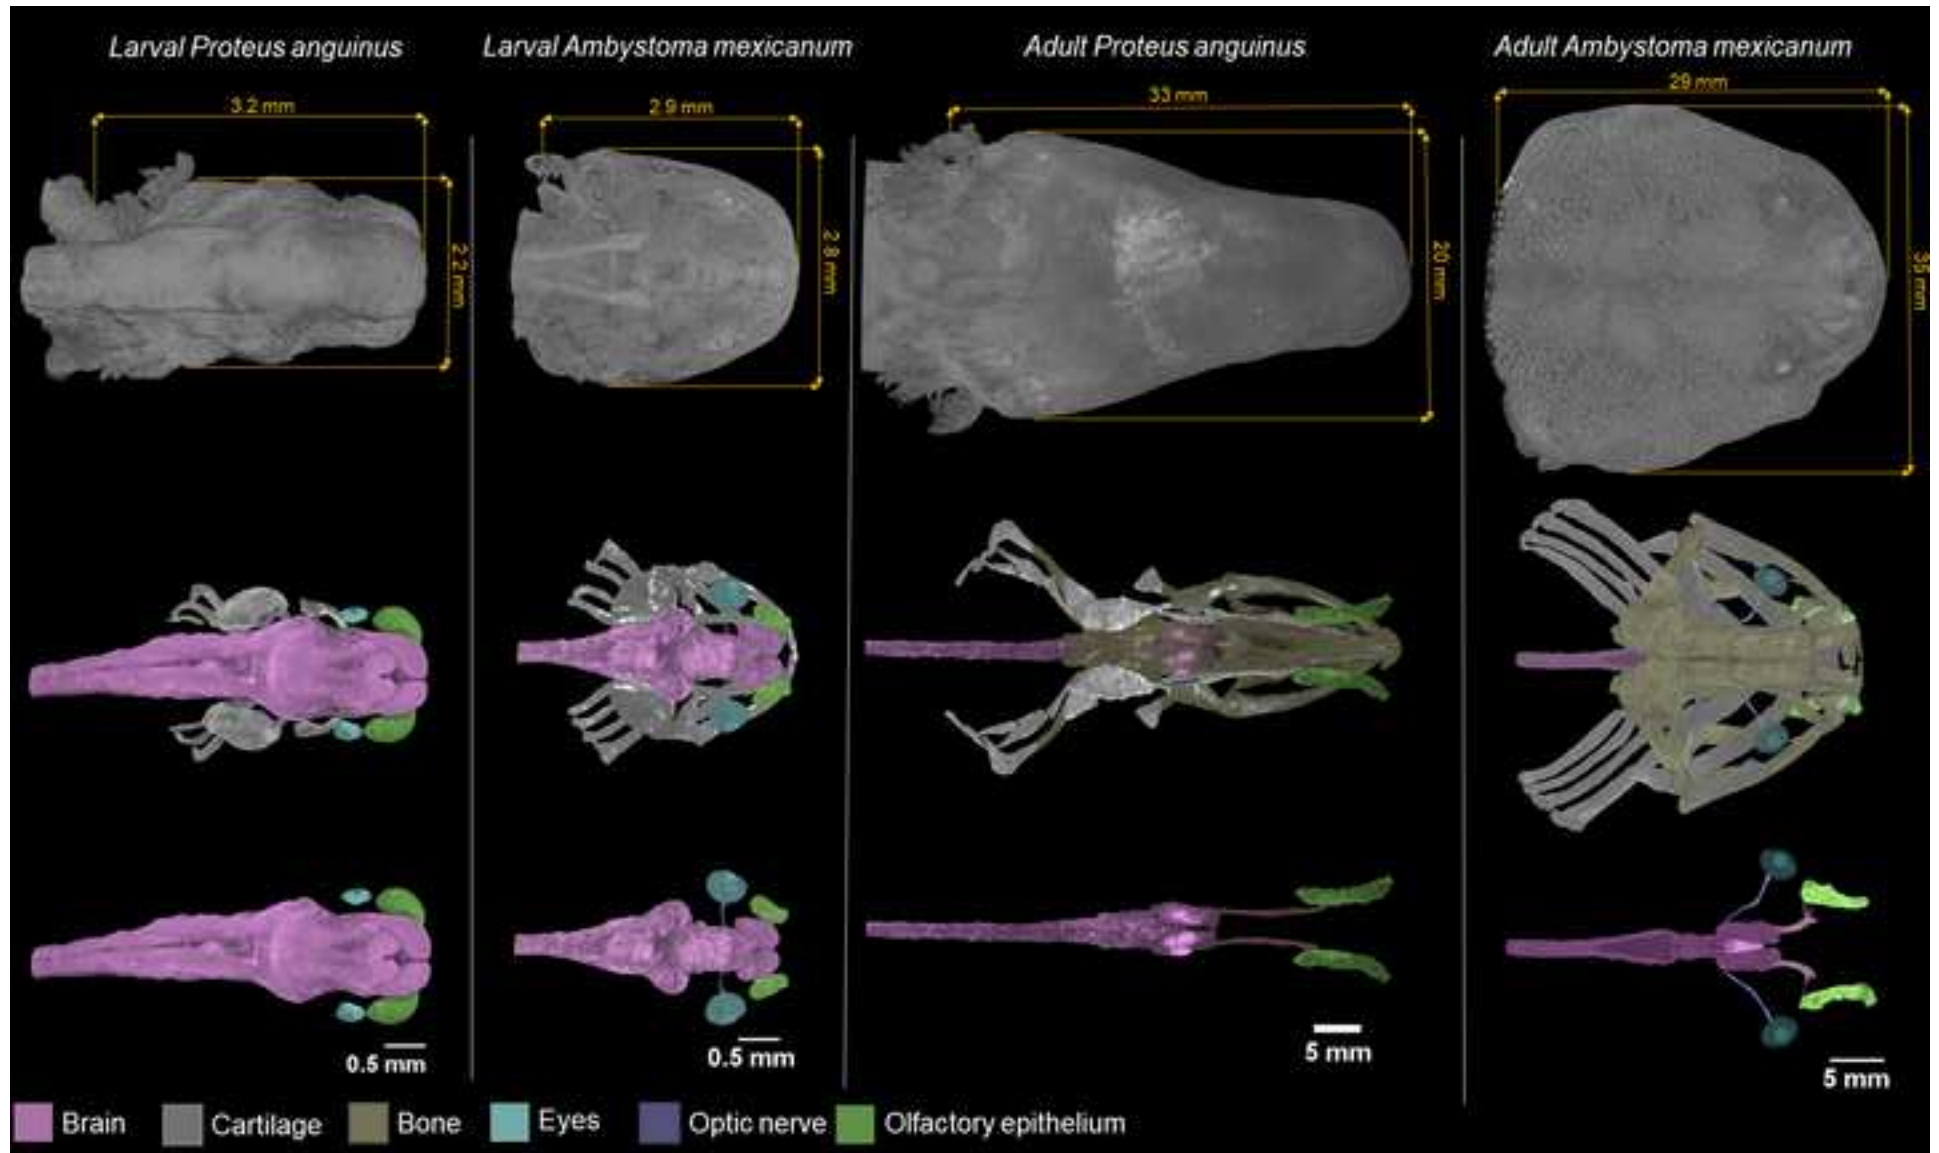 Larval Proteus anguinus
Larval Ambystoma mexicanum
Adult Proteus anguinus
Adult Ambystoma mexicanum
3.2 mm
2.2 mm
2.9 mm
2.8 mm
33 mm
20 mm
29 mm
35 mm
0.5 mm
0.5 mm
5 mm
5 mm
Brain
Cartilage
Bone
Eyes
Optic nerve
Olfactory epithelium